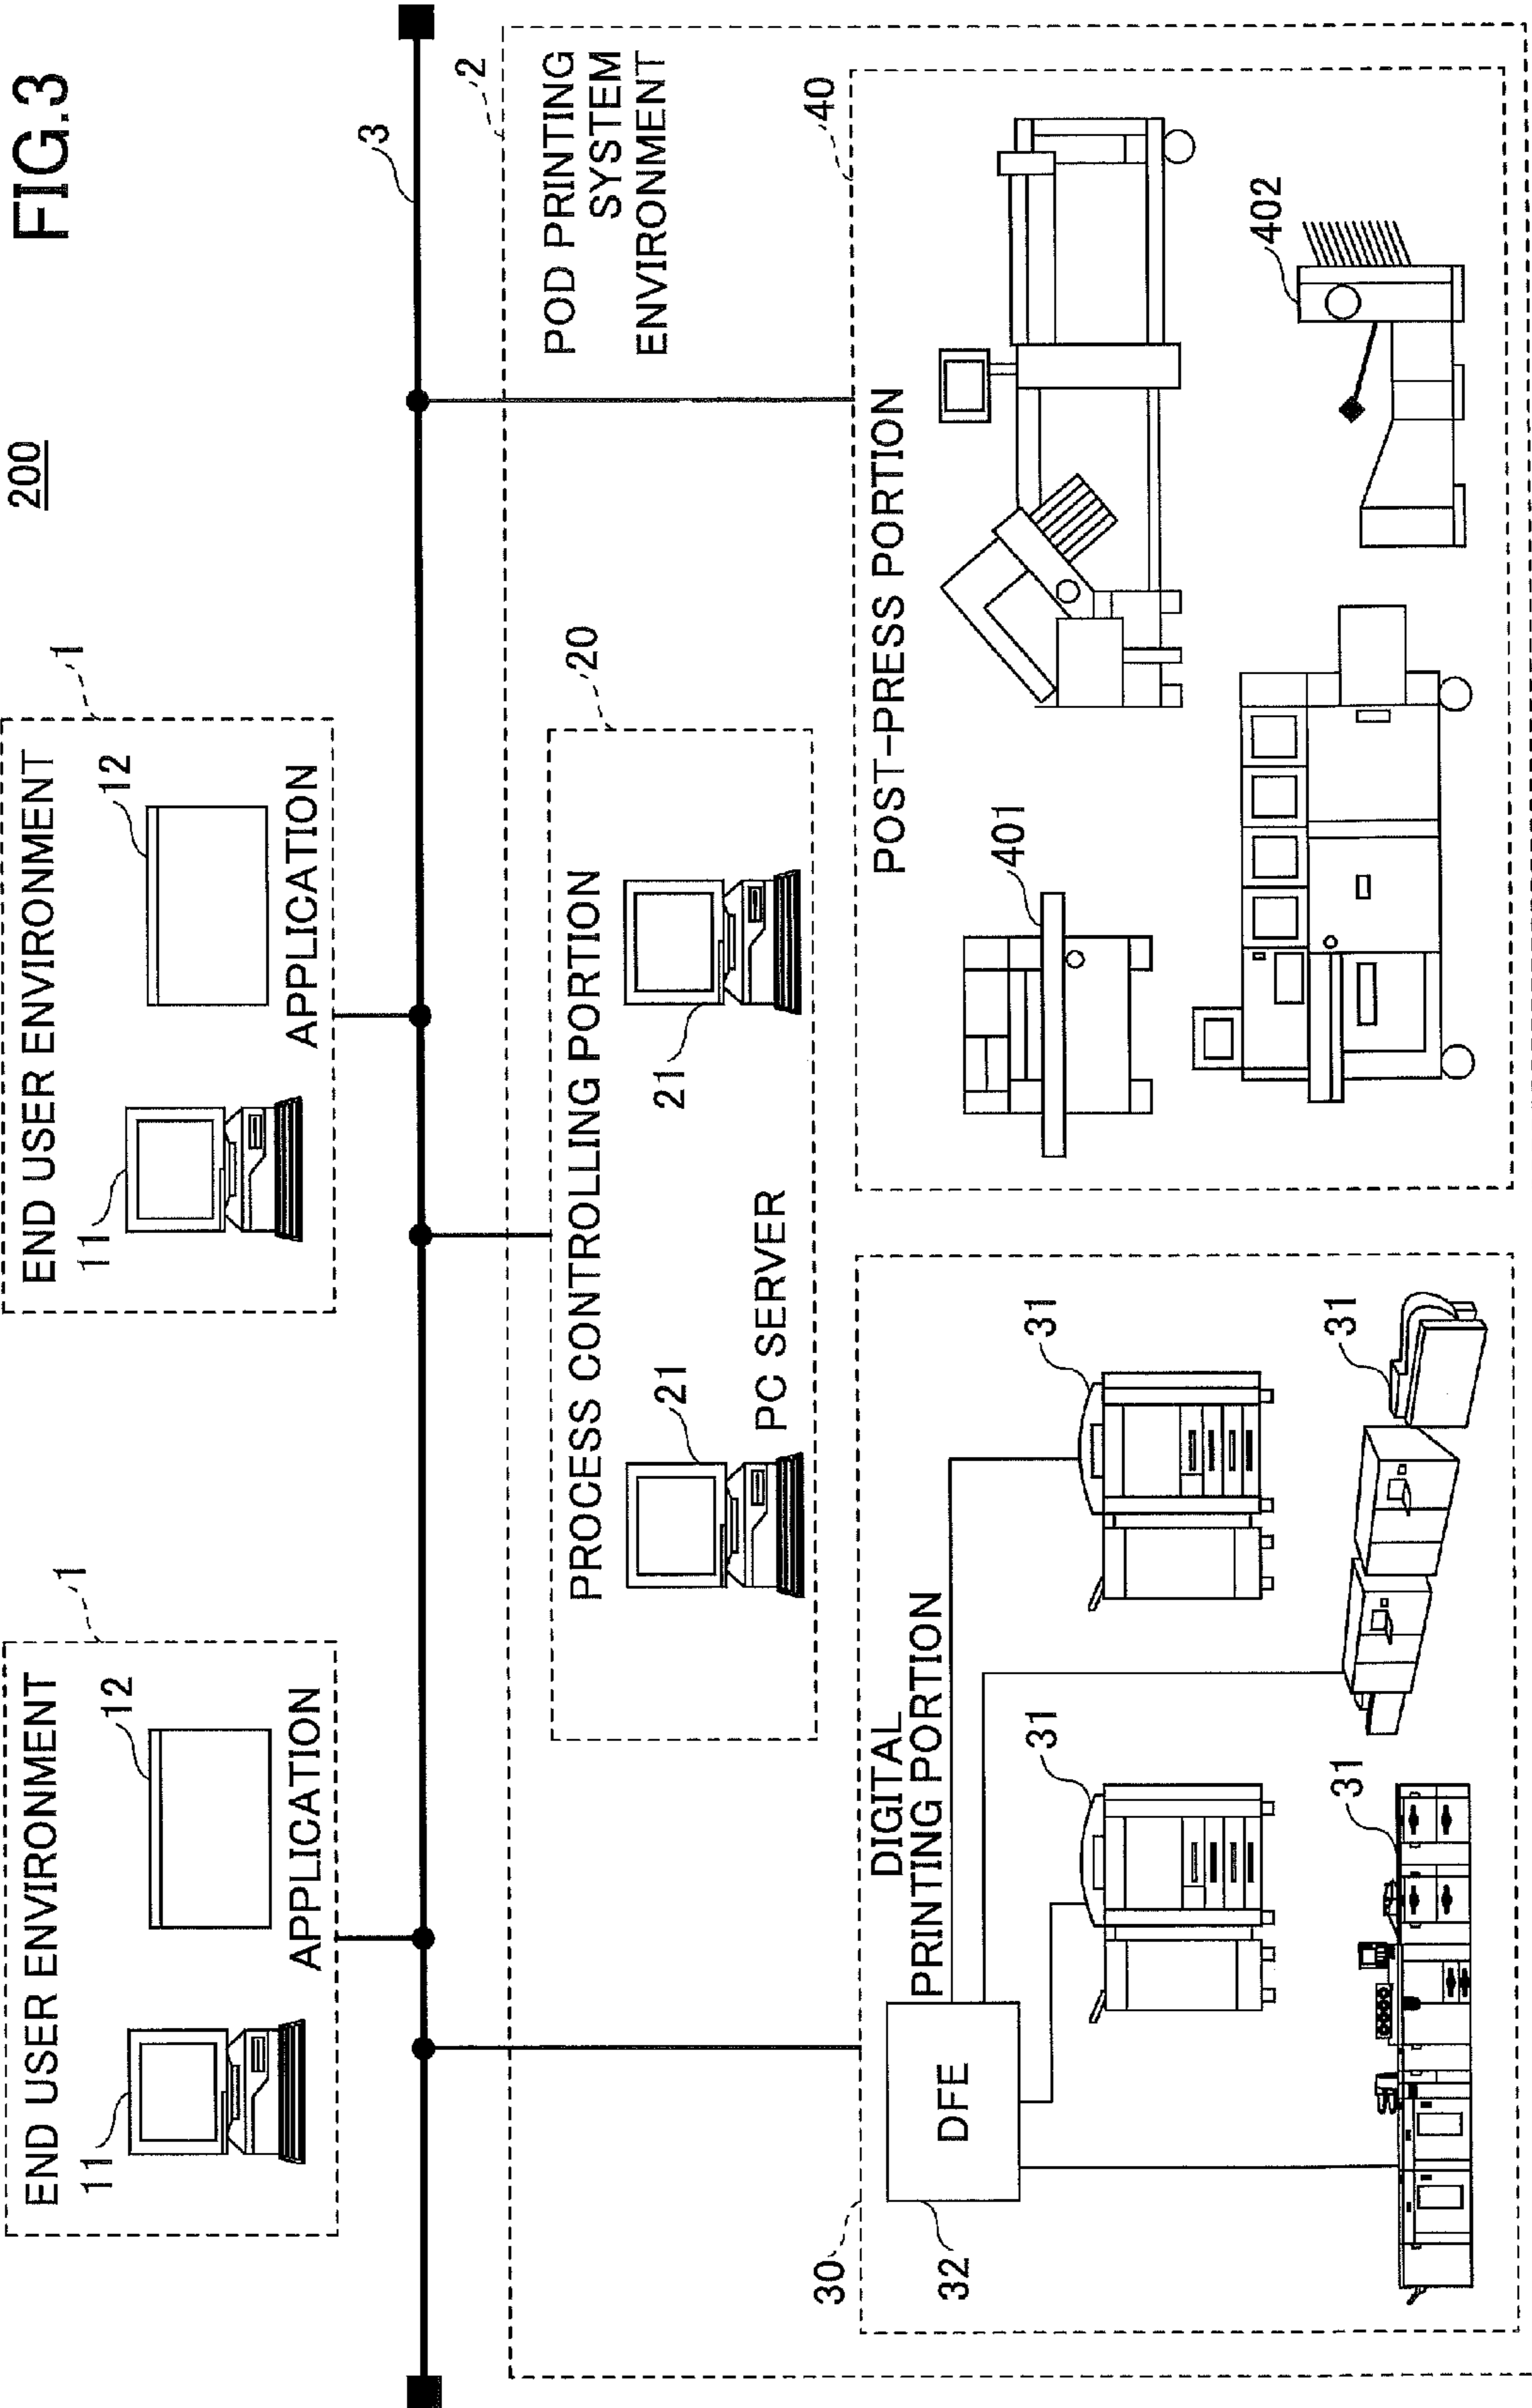 FIG.3
200
END USER ENVIRONMENT
1
11
12
APPLICATION
END USER ENVIRONMENT
1
11
12
APPLICATION
3
2
POD PRINTING
SYSTEM
ENVIRONMENT
20
PROCESS CONTROLLING PORTION
21
21
PC SERVER
30
DIGITAL
PRINTING PORTION
32
DFE
31
31
31
31
40
POST-PRESS PORTION
401
402